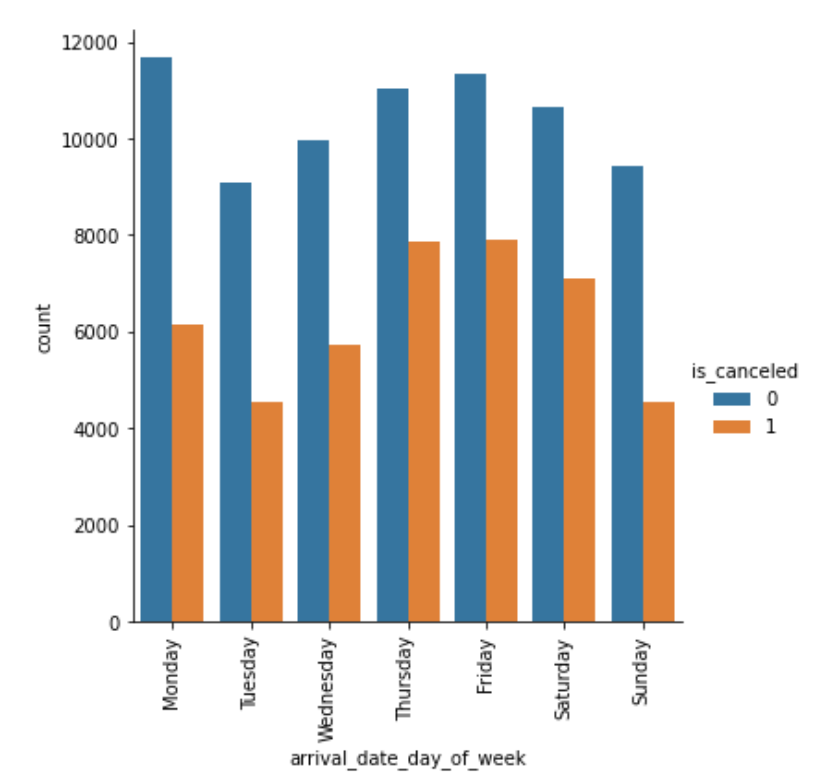 12000
10000
8000
6000
4000
2000
0
count
Monday
Tuesday
Wednesday
Thursday
Friday
Saturday
Sunday
arrival_date_day_of_week
is_canceled
0
1